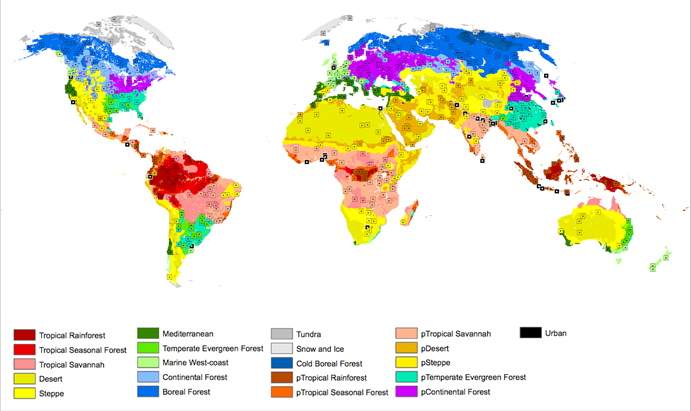 Tropical Rainforest
Tropical Seasonal Forest
Tropical Savannah
Desert
Steppe
Mediterranean
Temperate Evergreen Forest
Marine West-coast
Continental Forest
Boreal Forest
Tundra
Snow and Ice
Cold Boreal Forest
pTropical Rainforest
pTropical Seasonal Forest
pTropical Savannah
pDesert
pSteppe
pTemperate Evergreen Forest
pContinental Forest
Urban